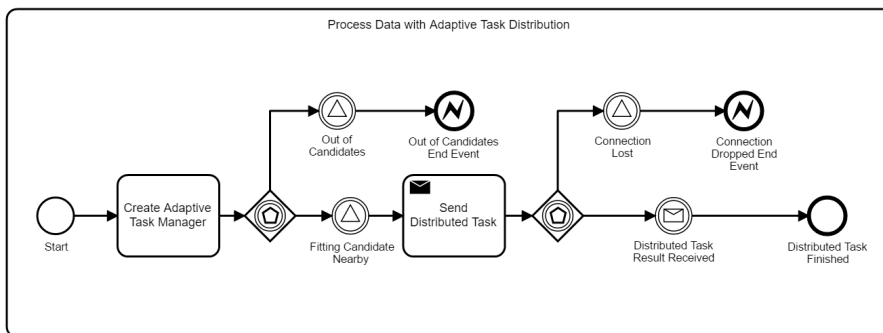 Process Data with Adaptive Task Distribution
Out of
Candidates
Out of Candidates
End Event
Connection
Lost
Connection
Dropped End
Event
Start
Create Adaptive
Task Manager
Fitting Candidate
Nearby
Send
Distributed Task
Distributed Task
Result Received
Distributed Task
Finished